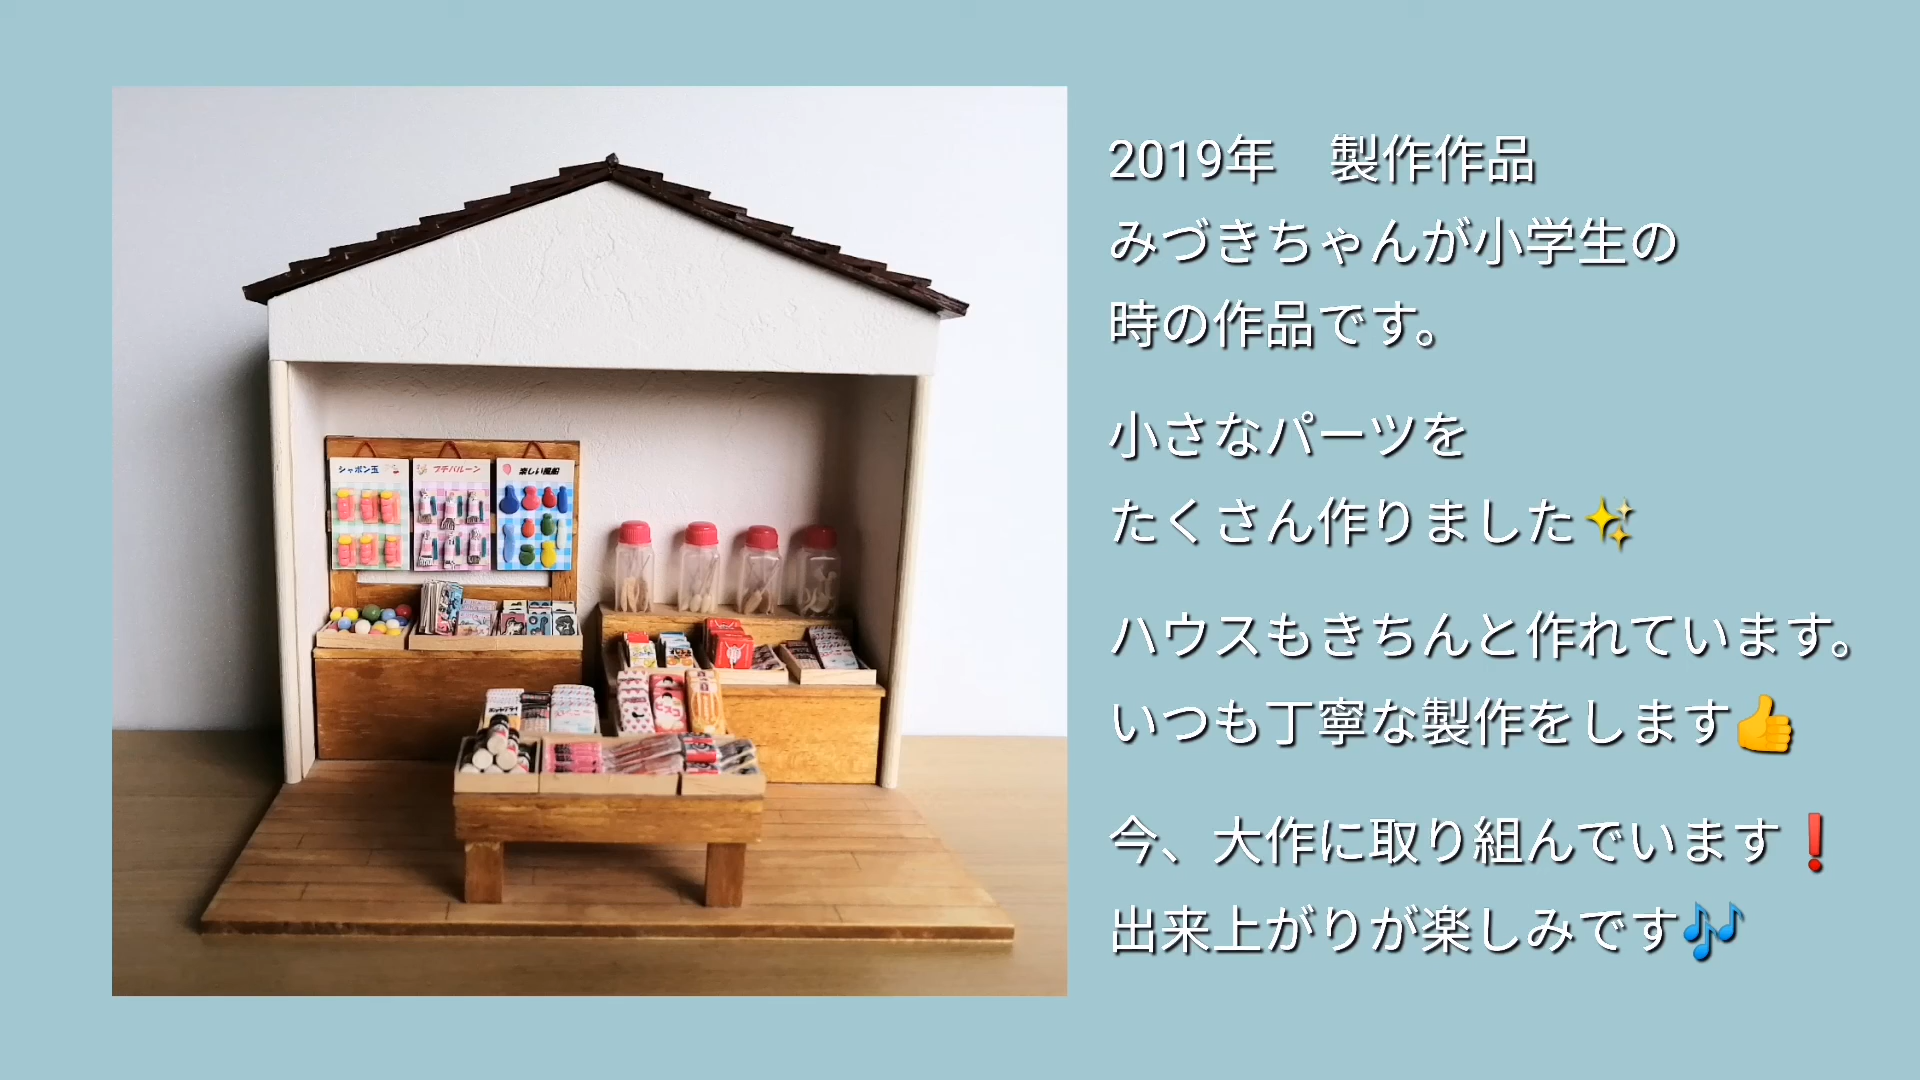 2019年　製作作品
みづきちゃんが小学生の
時の作品です。
小さなパーツを
たくさん作りました✨
ハウスもきちんと作れています。
いつも丁寧な製作をします👍
今、大作に取り組んでいます❗
出来上がりが楽しみです🎶
シャボン玉
プチバルーン
楽しい風船
ビスコ